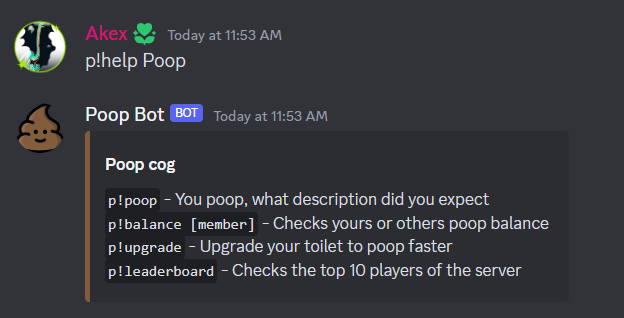 Akex Today at 11:53 AM
p!help Poop
Poop Bot BOT Today at 11:53 AM
Poop cog
p!poop - You poop, what description did you expect
p!balance [member] - Checks yours or others poop balance
p!upgrade - Upgrade your toilet to poop faster
p!leaderboard - Checks the top 10 players of the server